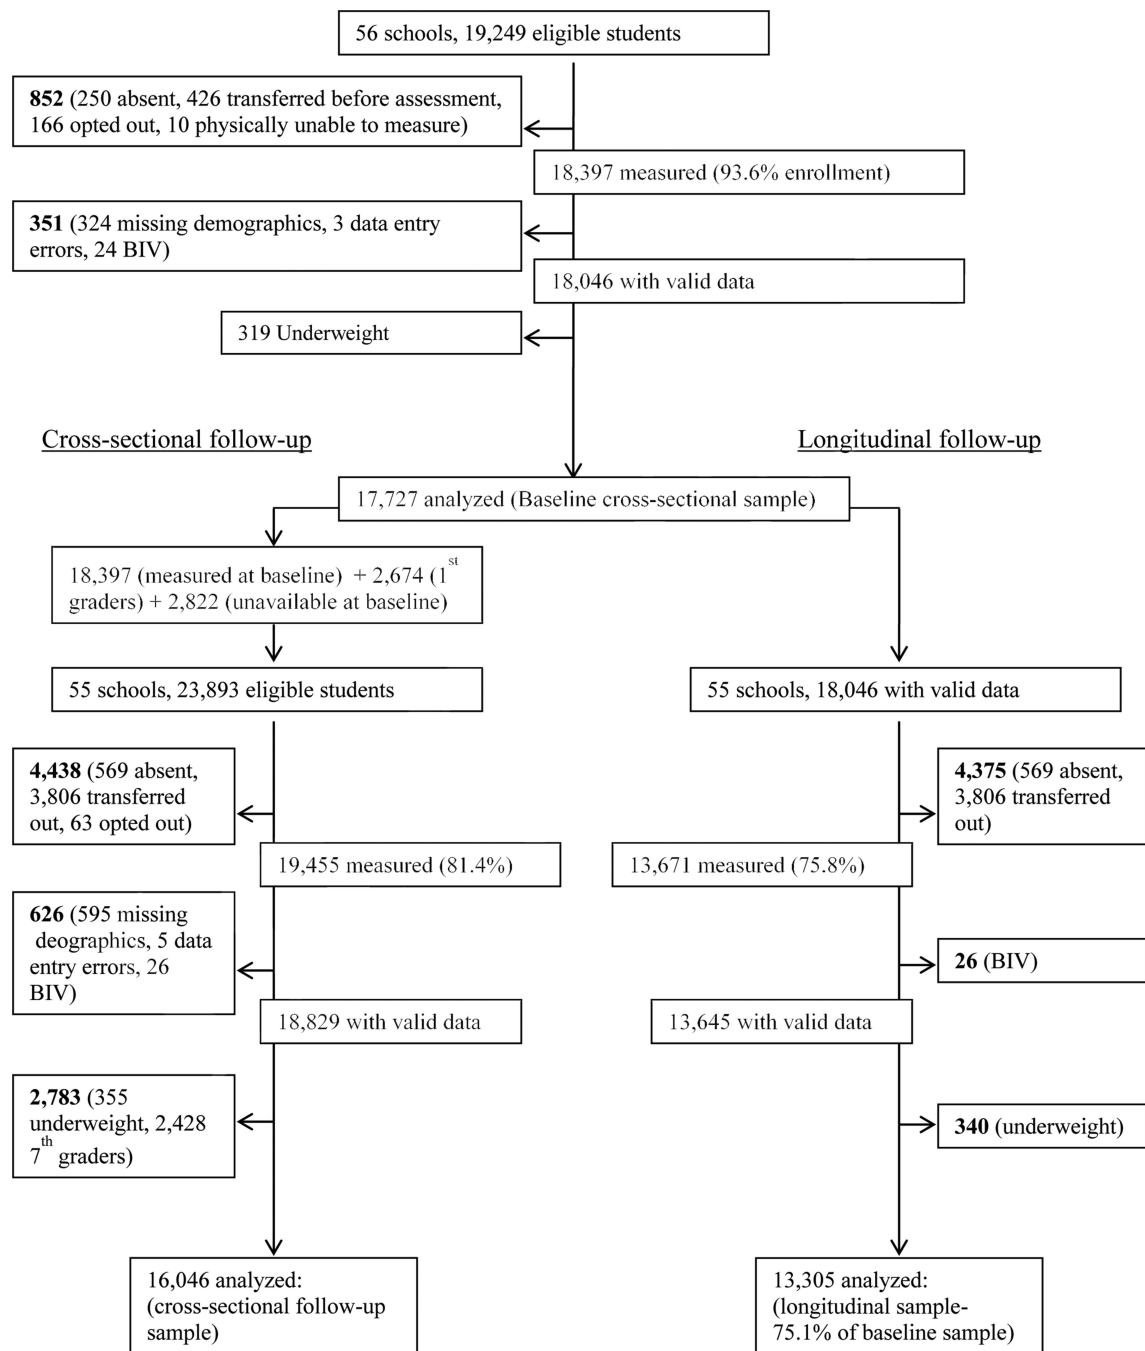 56 schools, 19,249 eligible students
852 (250 absent, 426 transferred before assessment,
166 opted out, 10 physically unable to measure)
18,397 measured (93.6% enrollment)
351 (324 missing demographics, 3 data entry
errors, 24 BIV)
18,046 with valid data
319 Underweight
Cross-sectional follow-up
Longitudinal follow-up
17,727 analyzed (Baseline cross-sectional sample)
18,397 (measured at baseline) + 2,674 (1st
graders) + 2,822 (unavailable at baseline)
55 schools, 23,893 eligible students
55 schools, 18,046 with valid data
4,438 (569 absent,
3,806 transferred
out, 63 opted out)
4,375 (569 absent,
3,806 transferred
out)
19,455 measured (81.4%)
13,671 measured (75.8%)
626 (595 missing
deographics, 5 data
entry errors, 26
BIV)
26 (BIV)
18,829 with valid data
13,645 with valid data
2,783 (355
underweight, 2,428
7th graders)
340 (underweight)
16,046 analyzed:
(cross-sectional follow-up
sample)
13,305 analyzed:
(longitudinal sample-
75.1% of baseline sample)